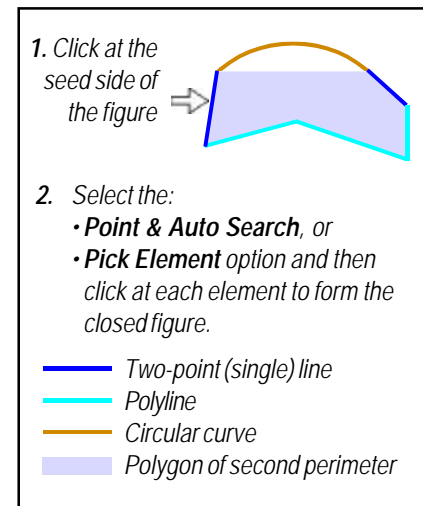 1. Click at the
seed side of
the figure
2. Select the:
• Point & Auto Search, or
• Pick Element option and then
click at each element to form the
closed figure.
Two-point (single) line
Polyline
Circular curve
Polygon of second perimeter